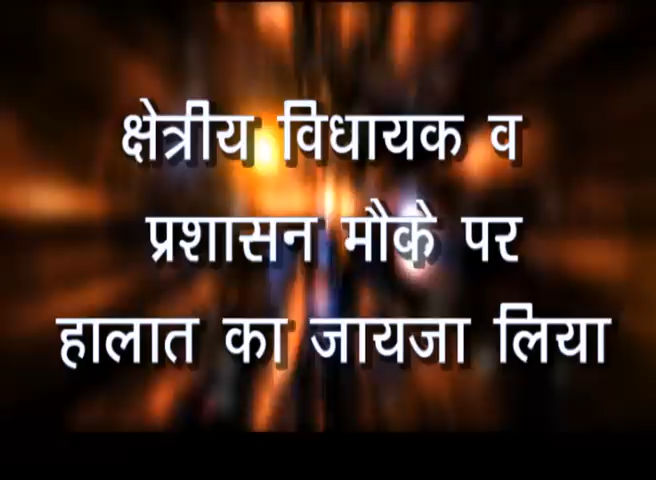 क्षेत्रीय विधायक व
प्रशासन मौके पर
हालात का जायजा लिया